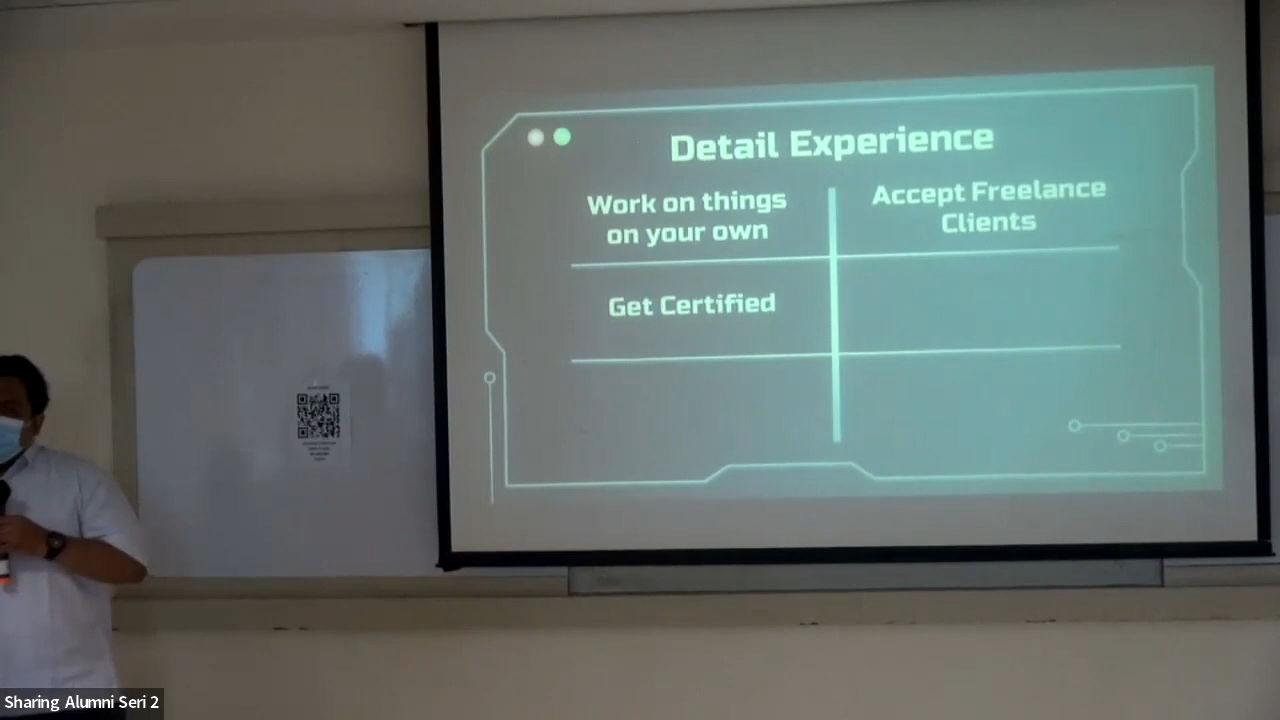 Detail Experience
Work on things
on your own
Accept Freelance
Clients
Get Certified
Sharing Alumni Seri 2